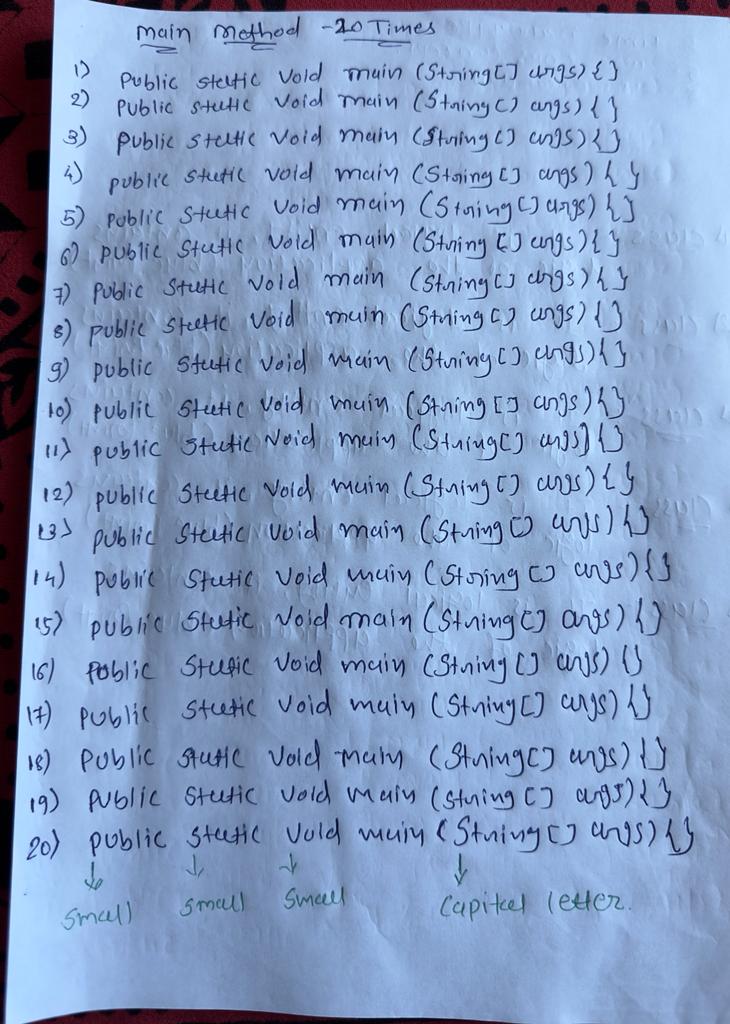 Main Method - 20 Times
1) Public static Void main (String [] args) {}
2) Public static Void main (String [] args) { }
3) Public static Void main (String [] args) {}
4) public static void main (String [] args) { }
5) Public static Void main (String [] args) {}
6) Public static Void main (String [] args) {}
7) Public Static Void main (String [] args) {}
8) public Static Void main (String [] args) {}
9) public Static Void main (String [] args) {}
10) public Static Void main (String [] args) {}
11) public Static Void main (String [] args) {}
12) public Static Void main (String [] args) { }
13) public Static Void main (String [] args) {}
14) public Static Void main (String [] args) {}
15) public Static Void main (String [] args) {}
16) Public Static Void main (String [] args) {}
17) Public Static Void main (String [] args) {}
18) Public Static Void main (String [] args) {}
19) Public Static Void main (String [] args) {}
20) public Static Void main (String [] args) {}
↓ ↓ ↓ ↓
Small Small Small Capital letter.